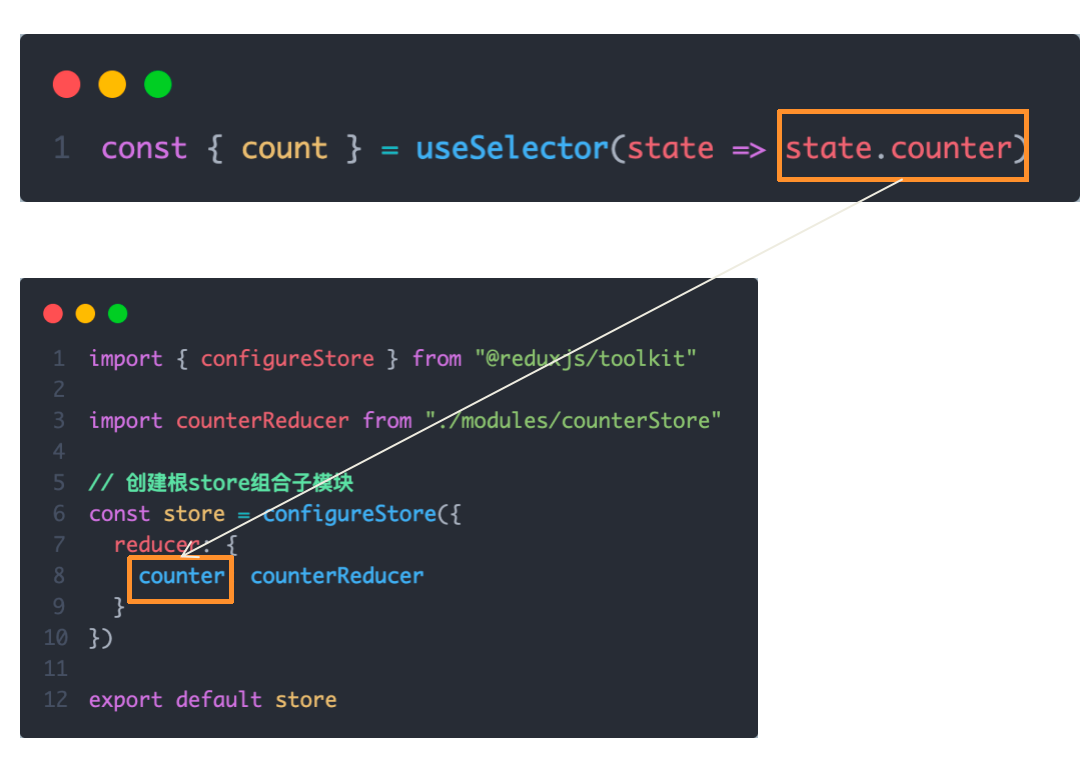 1 const { count } = useSelector(state => state.counter)
1 import { configureStore } from "@reduxjs/toolkit"
2
3 import counterReducer from "./modules/counterStore"
4
5 // 创建根store组合子模块
6 const store = configureStore({
7 reducer: {
8 counter counterReducer
9 }
10 })
11
12 export default store